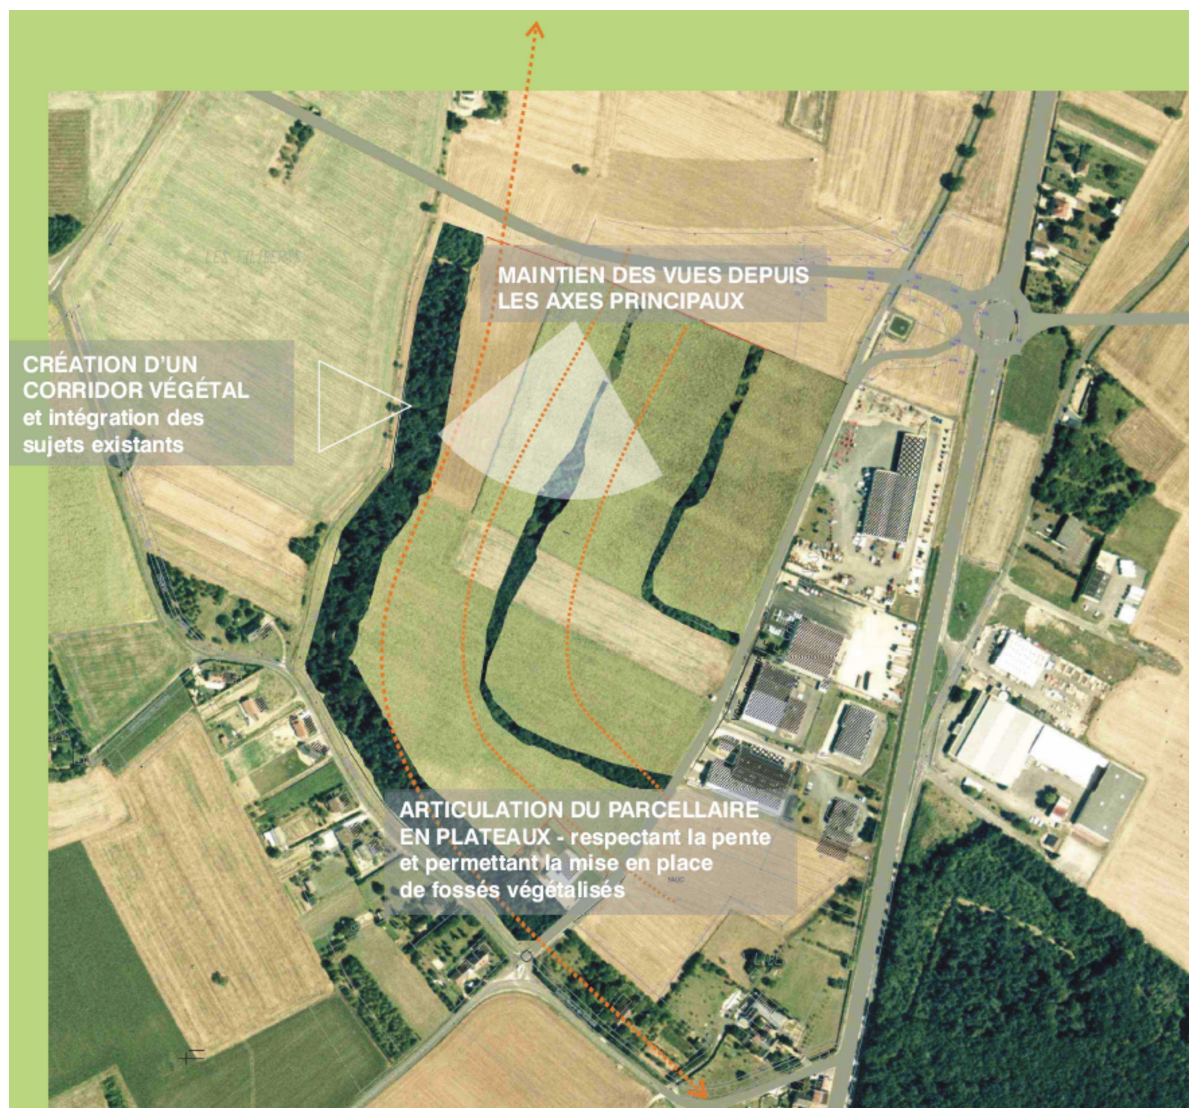 MAINTIEN DES VUES DEPUIS
LES AXES PRINCIPAUX
CRÉATION D'UN
CORRIDOR VÉGÉTAL
et intégration des
sujets existants
ARTICULATION DU PARCELLAIRE
EN PLATEAUX - respectant la pente
et permettant la mise en place
de fossés végétalisés